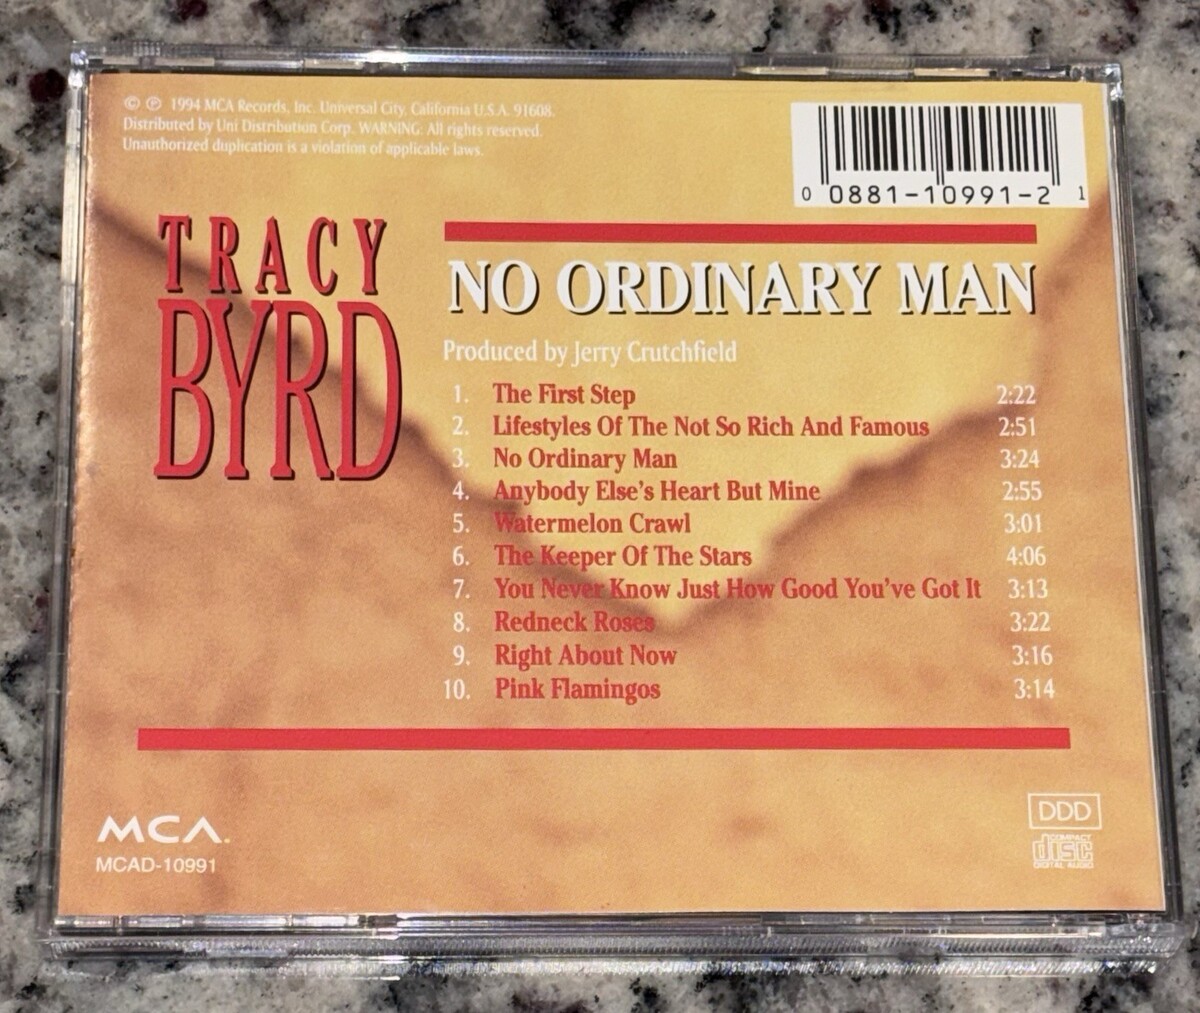 © ℗ 1994 MCA Records, Inc. Universal City, California U.S.A. 91608.
Distributed by Uni Distribution Corp. WARNING: All rights reserved.
Unauthorized duplication is a violation of applicable laws.
0 0881-10991-2 1
TRACY
BYRD
NO ORDINARY MAN
Produced by Jerry Crutchfield
1. The First Step 2:22
2. Lifestyles Of The Not So Rich And Famous 2:51
3. No Ordinary Man 3:24
4. Anybody Else's Heart But Mine 2:55
5. Watermelon Crawl 3:01
6. The Keeper Of The Stars 4:06
7. You Never Know Just How Good You've Got It 3:13
8. Redneck Roses 3:22
9. Right About Now 3:16
10. Pink Flamingos 3:14
MCA.
MCAD-10991
DDD
COMPACT
disc
DIGITAL AUDIO